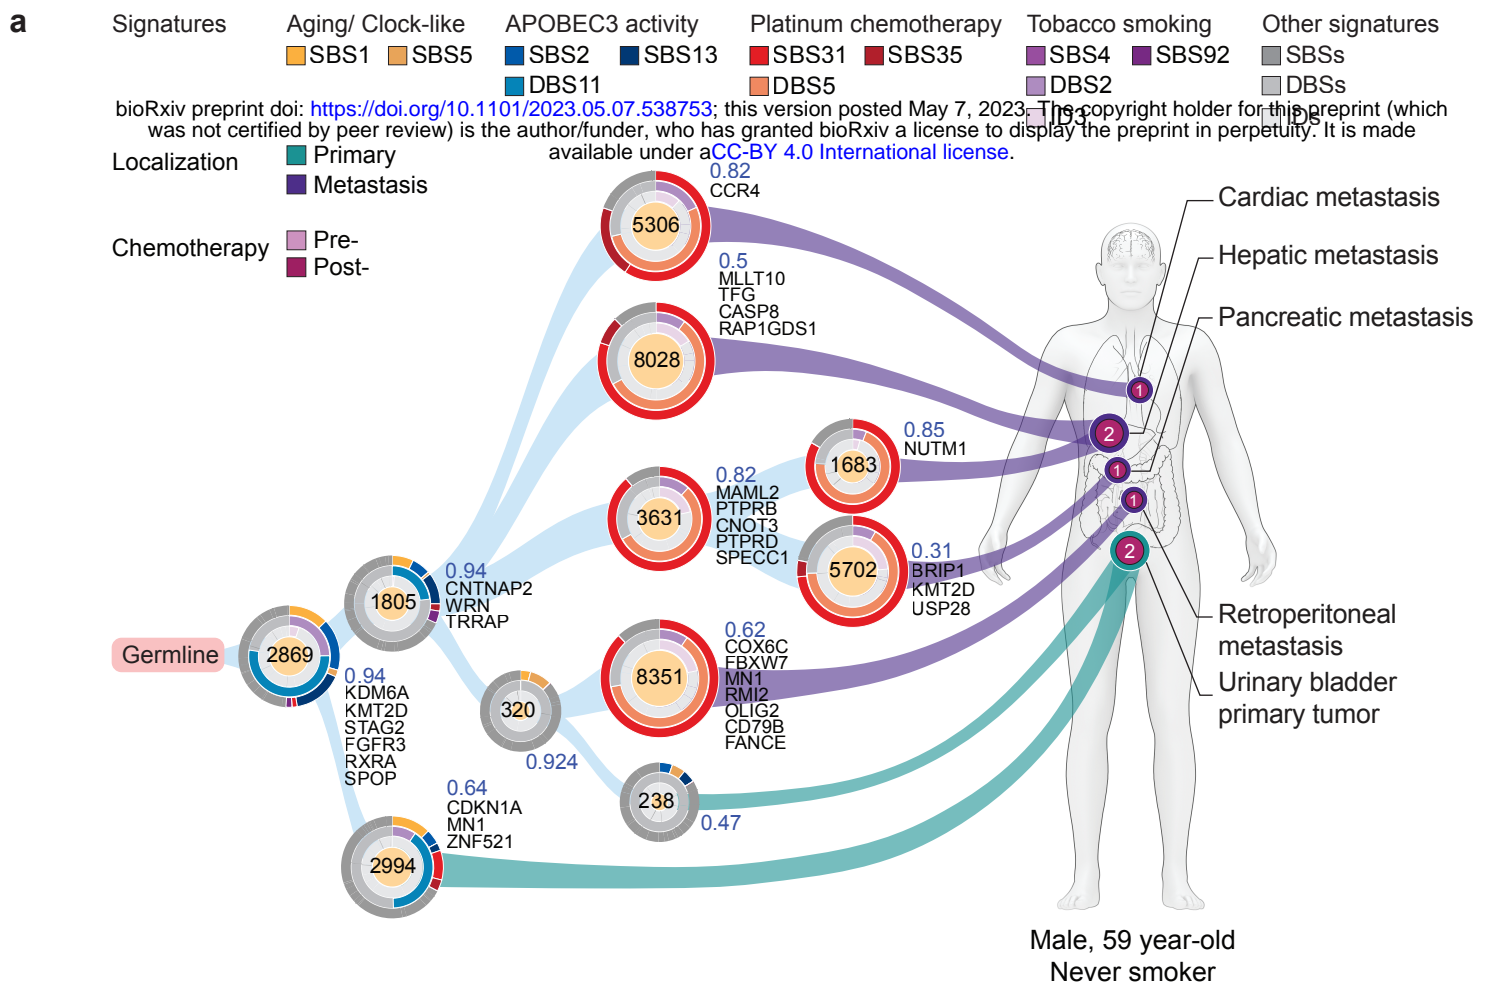 a
Signatures
Aging/ Clock-like
SBS1 SBS5
APOBEC3 activity
SBS2 SBS13
DBS11
Platinum chemotherapy
SBS31 SBS35
DBS5
Tobacco smoking
SBS4 SBS92
DBS2
ID3
Other signatures
SBSs
DBSs
IDs
bioRxiv preprint doi: https://doi.org/10.1101/2023.05.07.538753; this version posted May 7, 2023. The copyright holder for this preprint (which
was not certified by peer review) is the author/funder, who has granted bioRxiv a license to display the preprint in perpetuity. It is made
available under aCC-BY 4.0 International license.
Localization
Primary
Metastasis
Chemotherapy
Pre-
Post-
Germline
2869
0.94
KDM6A
KMT2D
STAG2
FGFR3
RXRA
SPOP
1805
0.94
CNTNAP2
WRN
TRRAP
2994
0.64
CDKN1A
MN1
ZNF521
320
0.924
5306
0.82
CCR4
8028
0.5
MLLT10
TFG
CASP8
RAP1GDS1
3631
0.82
MAML2
PTPRB
CNOT3
PTPRD
SPECC1
1683
0.85
NUTM1
5702
0.31
BRIP1
KMT2D
USP28
8351
0.62
COX6C
FBXW7
MN1
RMI2
OLIG2
CD79B
FANCE
238
0.47
1
2
1
1
2
Cardiac metastasis
Hepatic metastasis
Pancreatic metastasis
Retroperitoneal
metastasis
Urinary bladder
primary tumor
Male, 59 year-old
Never smoker